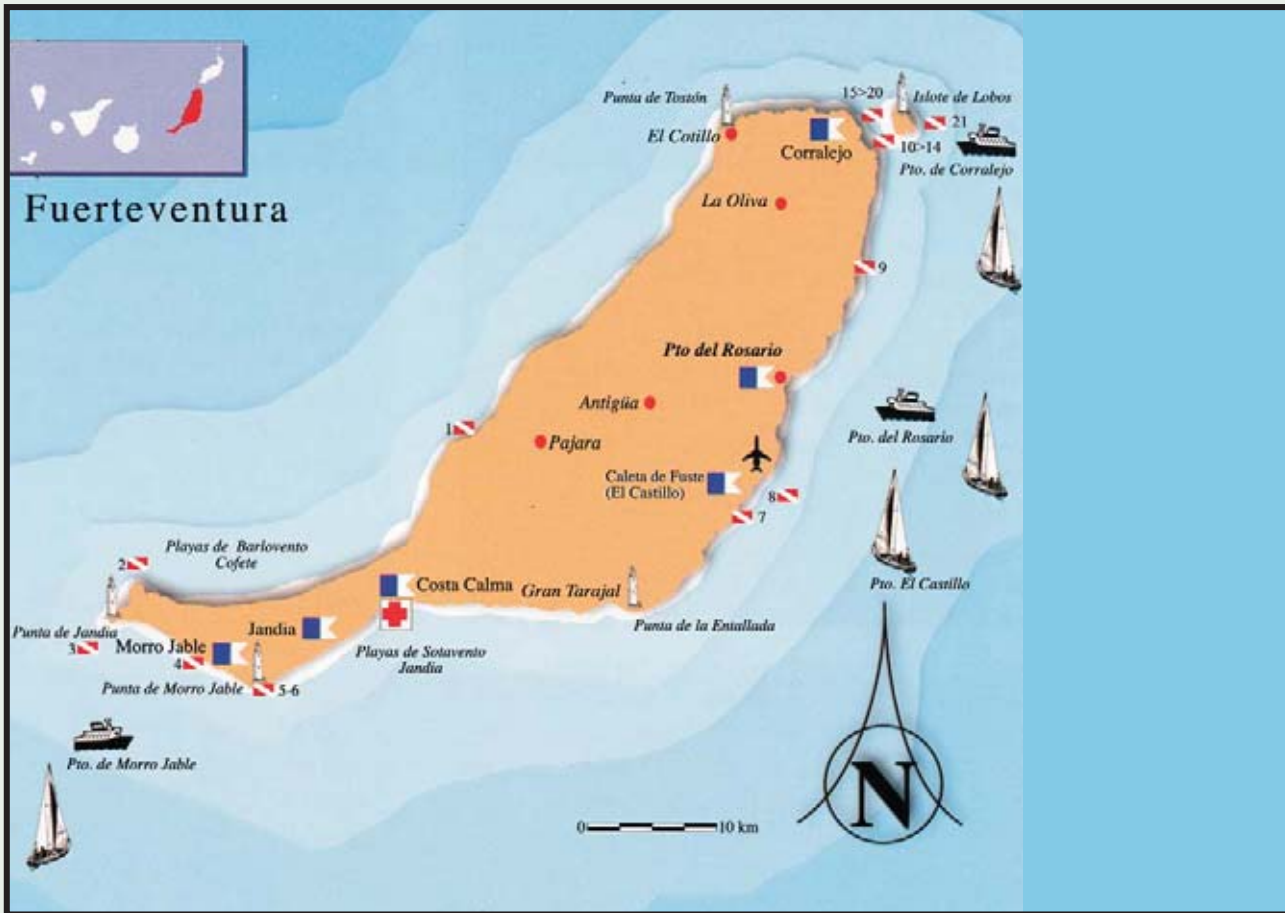 Fuerteventura
Punta de Tostón
15>20
Islote de Lobos
El Cotillo
Corralejo
21
10>14
Pto. de Corralejo
La Oliva
9
Pto del Rosario
Antigüa
Pto. del Rosario
1
Pajara
Caleta de Fuste
(El Castillo)
8
7
Playas de Barlovento
Cofete
2
Costa Calma
Gran Tarajal
Pto. El Castillo
Punta de Jandia
Jandia
Punta de la Entallada
3
Morro Jable
4
Playas de Sotavento
Jandia
Punta de Morro Jable
5-6
Pto. de Morro Jable
N
0
10 km